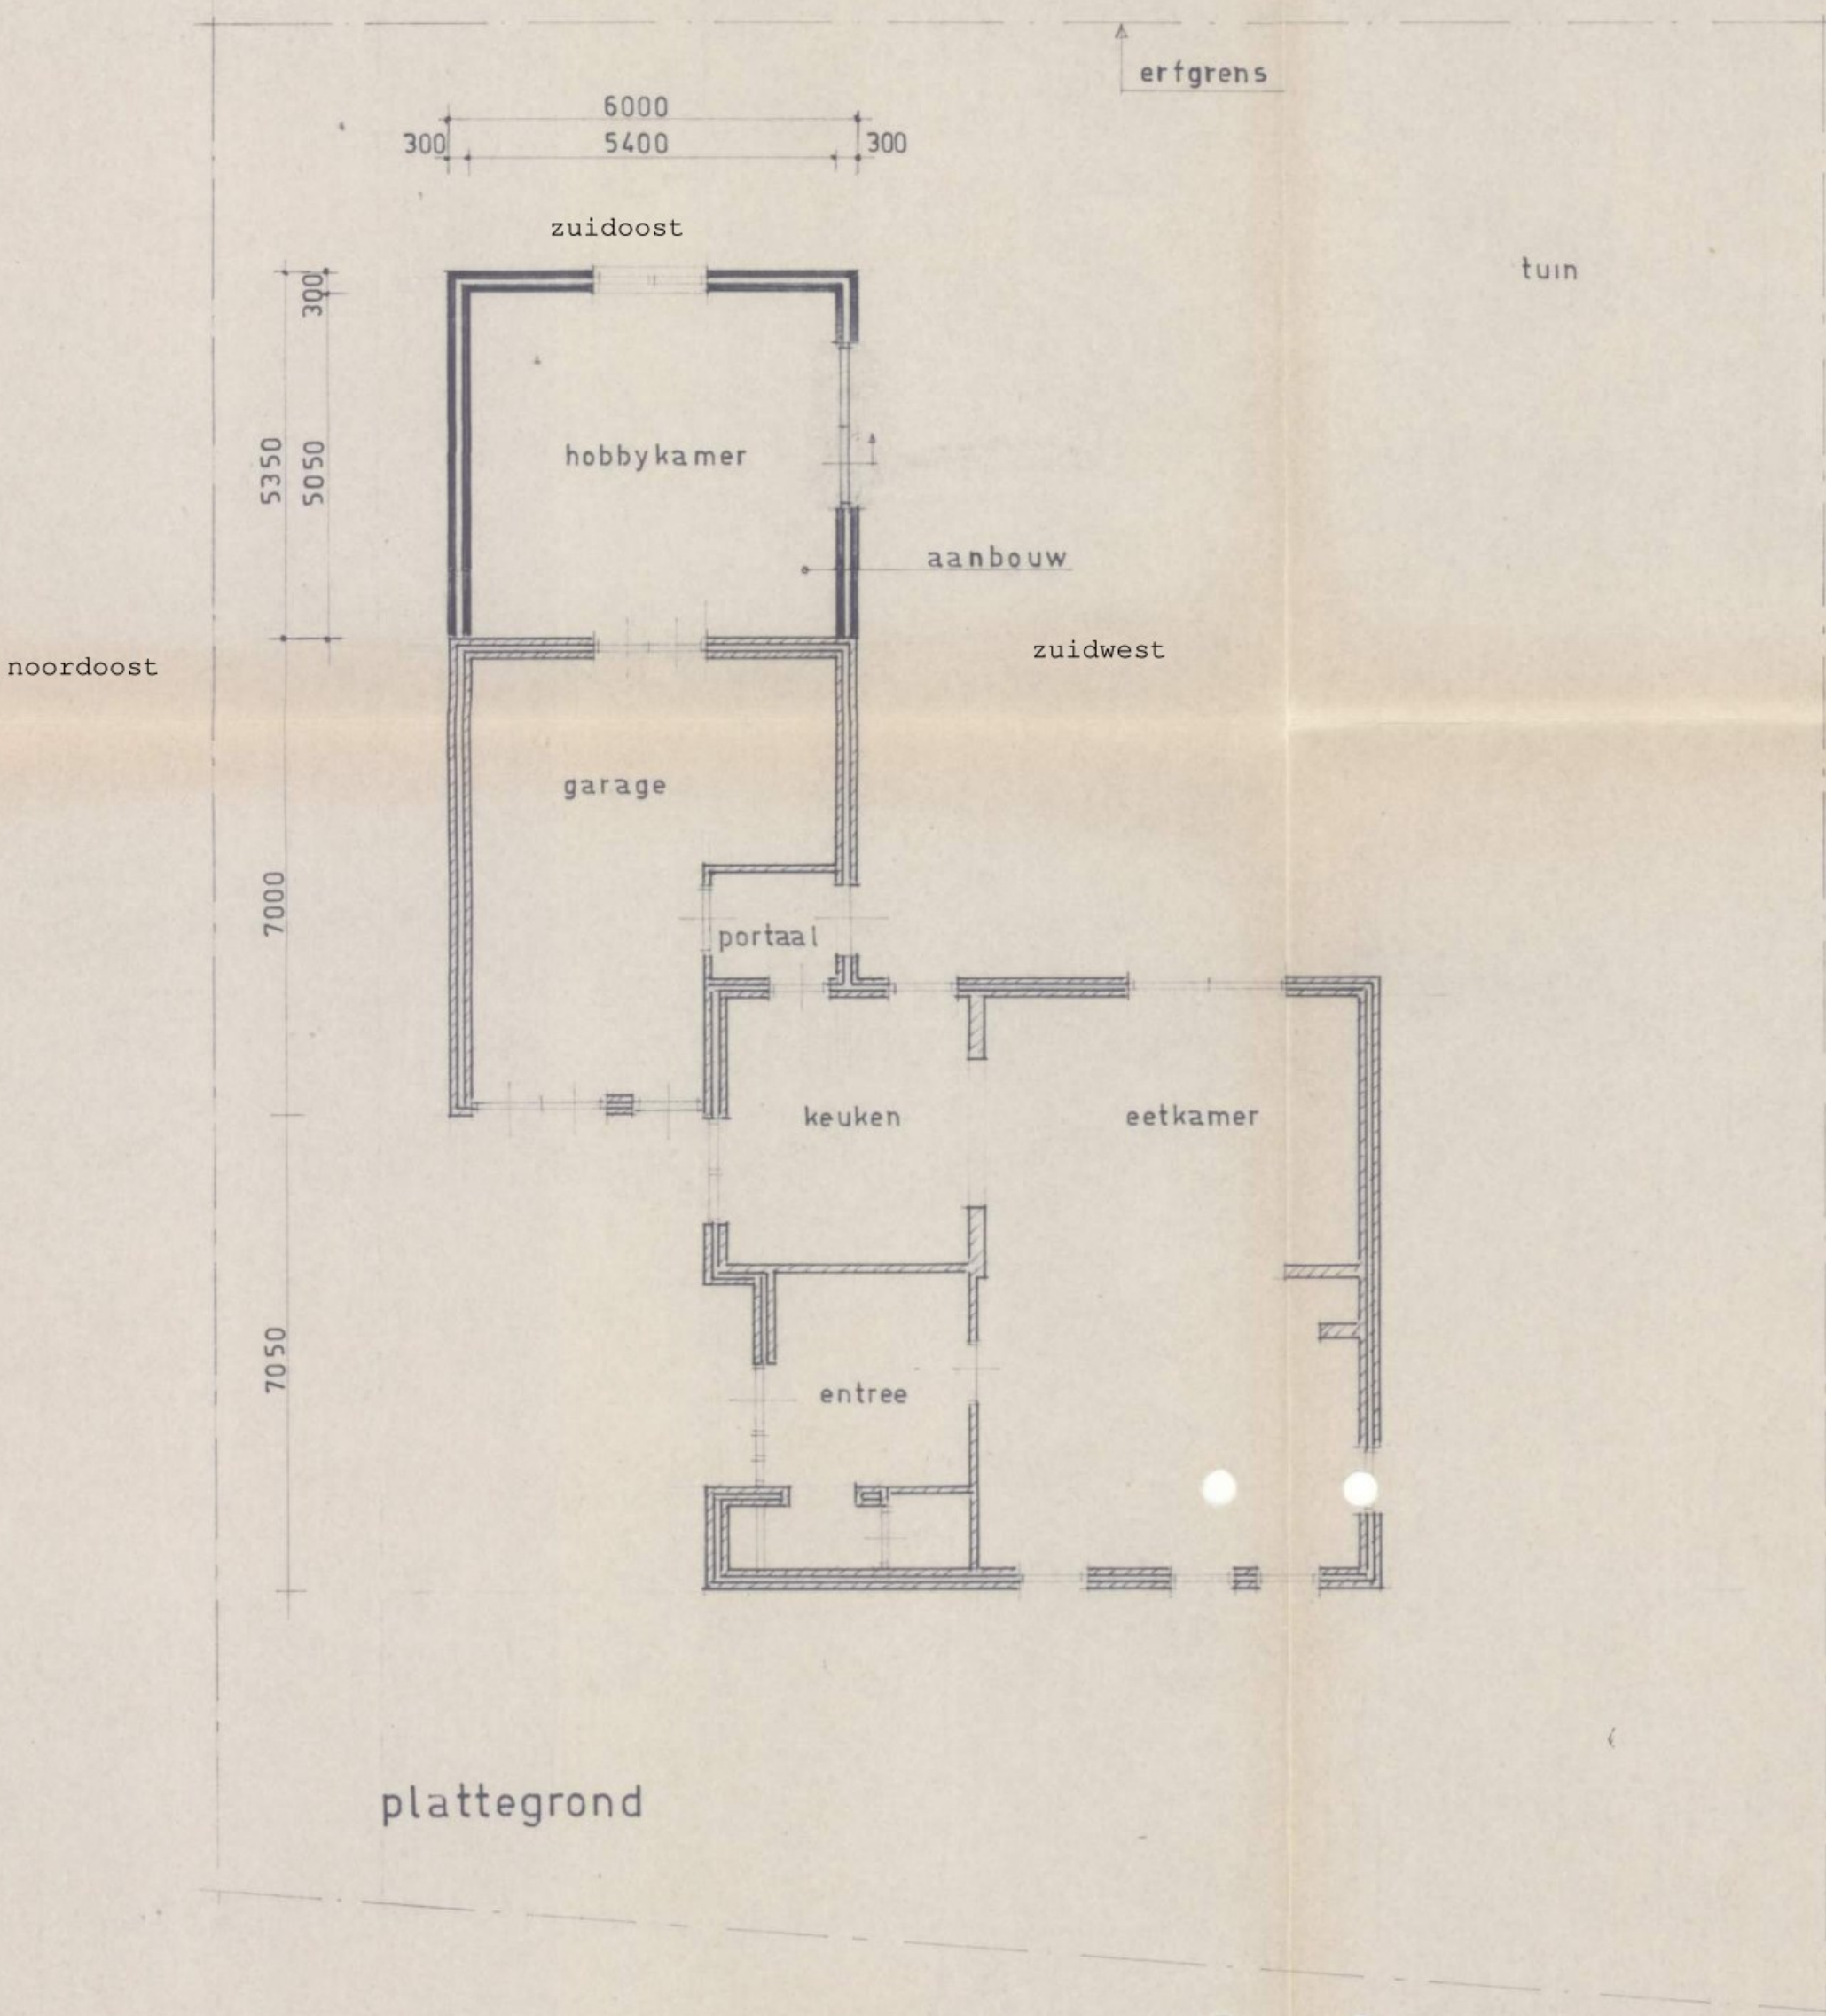 erfgrens
6000
300 5400 300
zuidoost
tuin
300
hobbykamer
5350
5050
aanbouw
zuidwest
noordoost
garage
7000
portaal
keuken
eetkamer
7050
entree
plattegrond